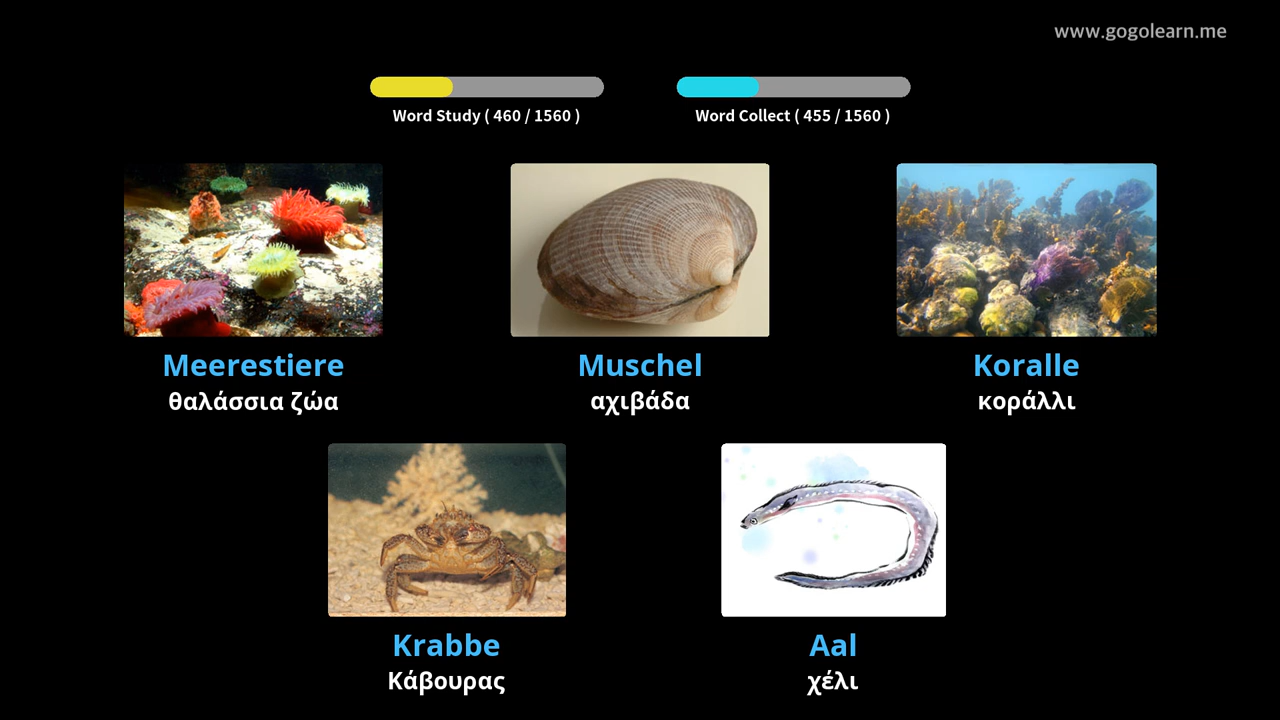 www.gogolearn.me
Word Study ( 460 / 1560 )
Word Collect ( 455 / 1560 )
Meerestiere
θαλάσσια ζώα
Muschel
αχιβάδα
Koralle
κοράλλι
Krabbe
Κάβουρας
Aal
χέλι